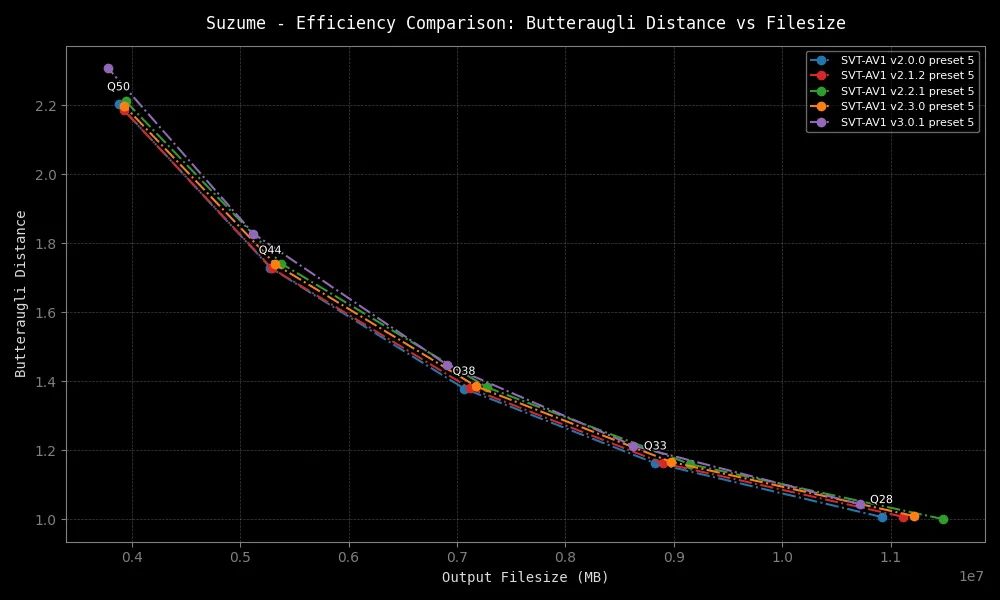 Suzume - Efficiency Comparison: Butteraugli Distance vs Filesize
SVT-AV1 v2.0.0 preset 5
SVT-AV1 v2.1.2 preset 5
SVT-AV1 v2.2.1 preset 5
SVT-AV1 v2.3.0 preset 5
SVT-AV1 v3.0.1 preset 5
Q50
Q44
Q38
Q33
Q28
Butteraugli Distance
2.2
2.0
1.8
1.6
1.4
1.2
1.0
0.4 0.5 0.6 0.7 0.8 0.9 1.0 1.1
1e7
Output Filesize (MB)